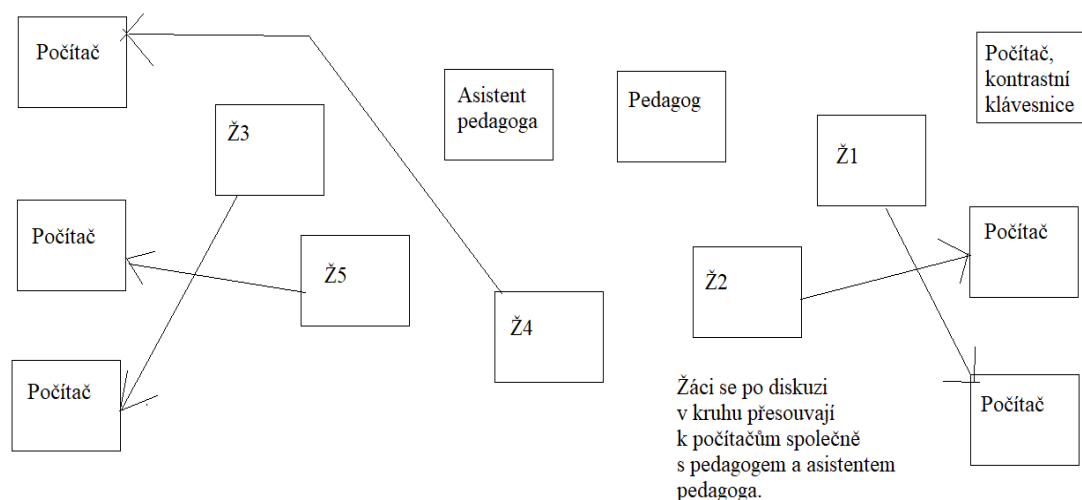 Počítač
Počítač,
kontrastní
klávesnice
Asistent
pedagoga
Pedagog
Ž3
Ž1
Počítač
Ž5
Ž2
Počítač
Ž4
Počítač
Počítač
Žáci se po diskuzi
v kruhu přesouvají
k počítačům společně
s pedagogem a asistentem
pedagoga.